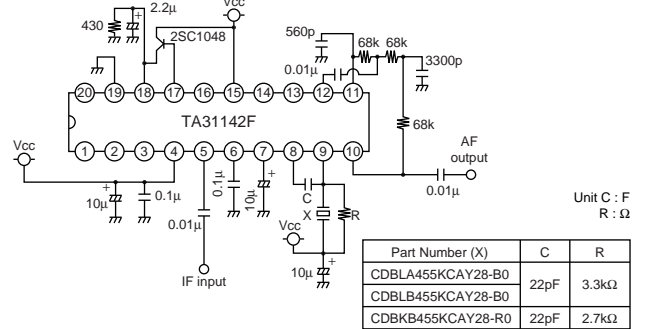 2.2μ
Vcc
430
+
2SC1048
560p
68k 68k
3300p
0.01μ
20 19 18 17 16 15 14 13 12 11
TA31142F
68k
1 2 3 4 5 6 7 8 9 10
Vcc
AF
output
0.01μ
+
10μ
0.1μ
0.01μ
0.1μ
10μ
+
C
X
R
Vcc
10μ
+
IF input
Unit C : F
R : Ω
Part Number (X) C R
CDBLA455KCAY28-B0 22pF 3.3kΩ
CDBLB455KCAY28-B0
CDBKB455KCAY28-R0 22pF 2.7kΩ